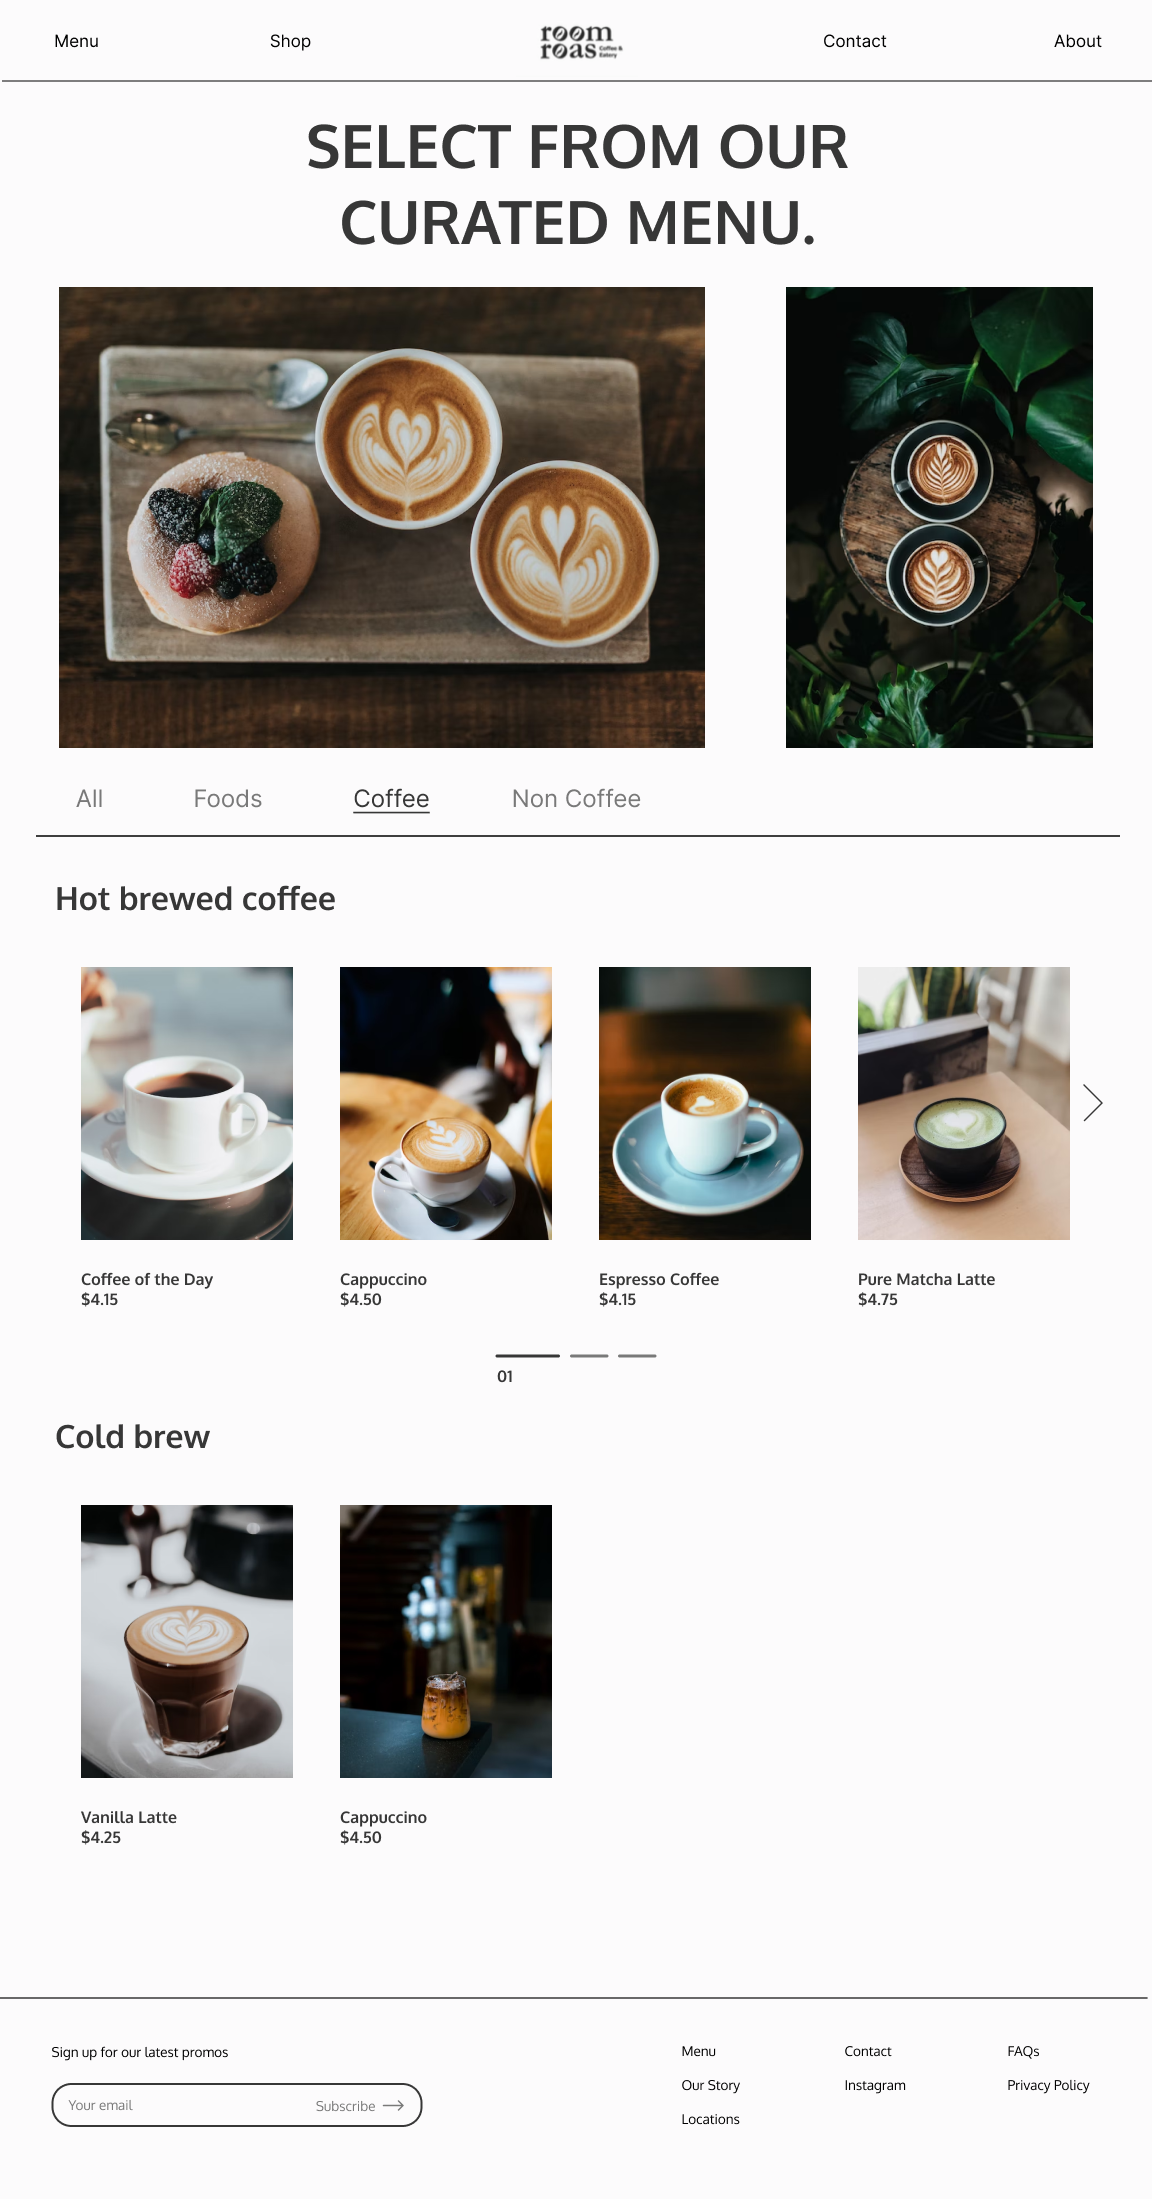 Menu
Shop
room
roas Coffee &
Eatery
Contact
About
SELECT FROM OUR
CURATED MENU.
All
Foods
Coffee
Non Coffee
Hot brewed coffee
Coffee of the Day
$4.15
Cappuccino
$4.50
Espresso Coffee
$4.15
Pure Matcha Latte
$4.75
01
Cold brew
Vanilla Latte
$4.25
Cappuccino
$4.50
Sign up for our latest promos
Your email
Subscribe
Menu
Our Story
Locations
Contact
Instagram
FAQs
Privacy Policy